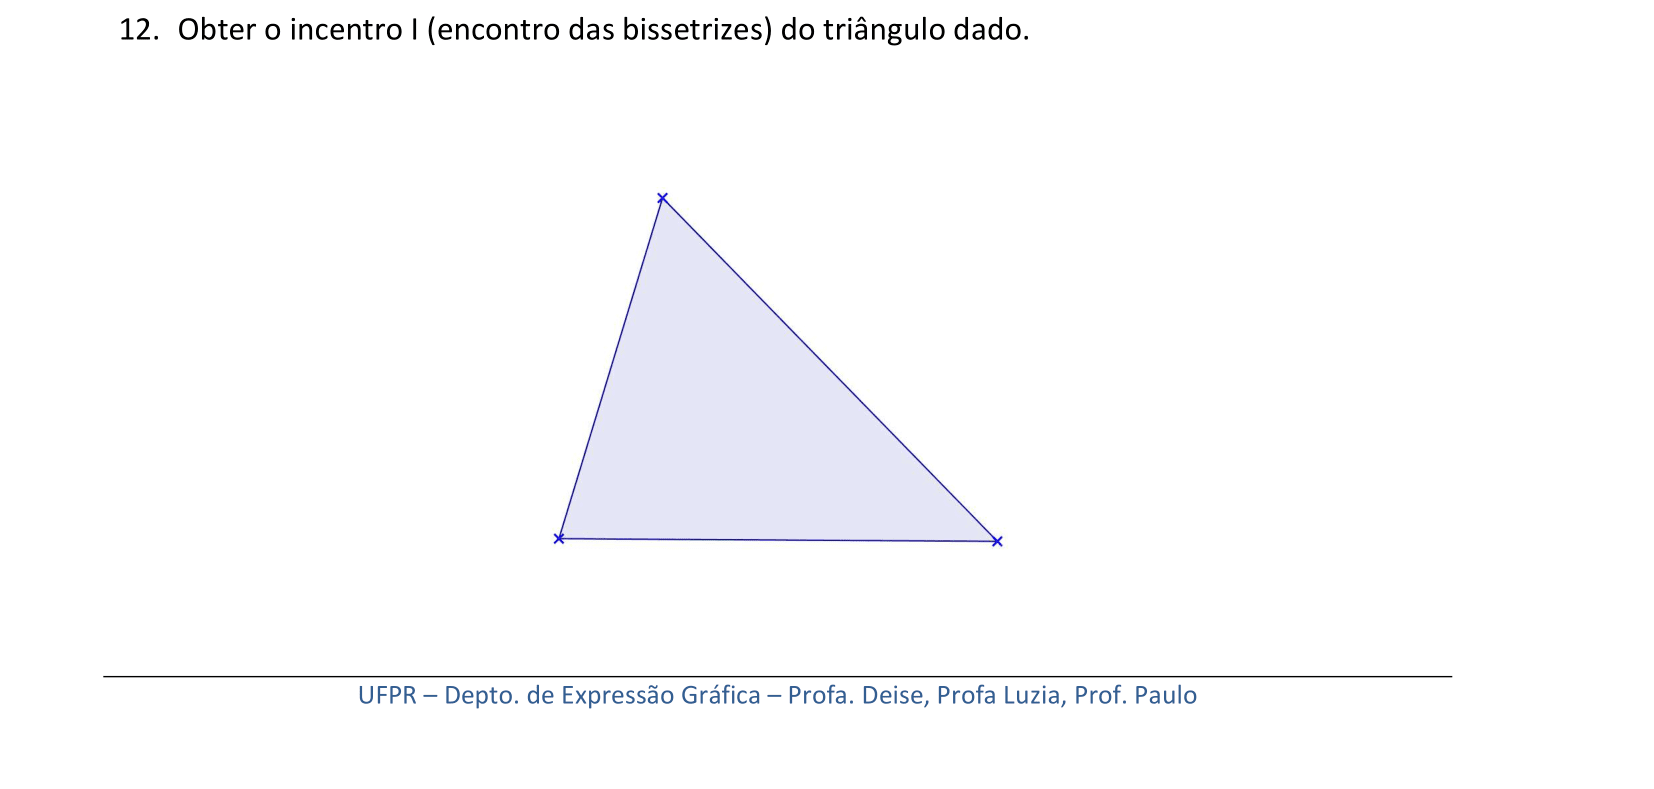 12. Obter o incentro I (encontro das bissetrizes) do triângulo dado.
UFPR – Depto. de Expressão Gráfica – Profa. Deise, Profa Luzia, Prof. Paulo